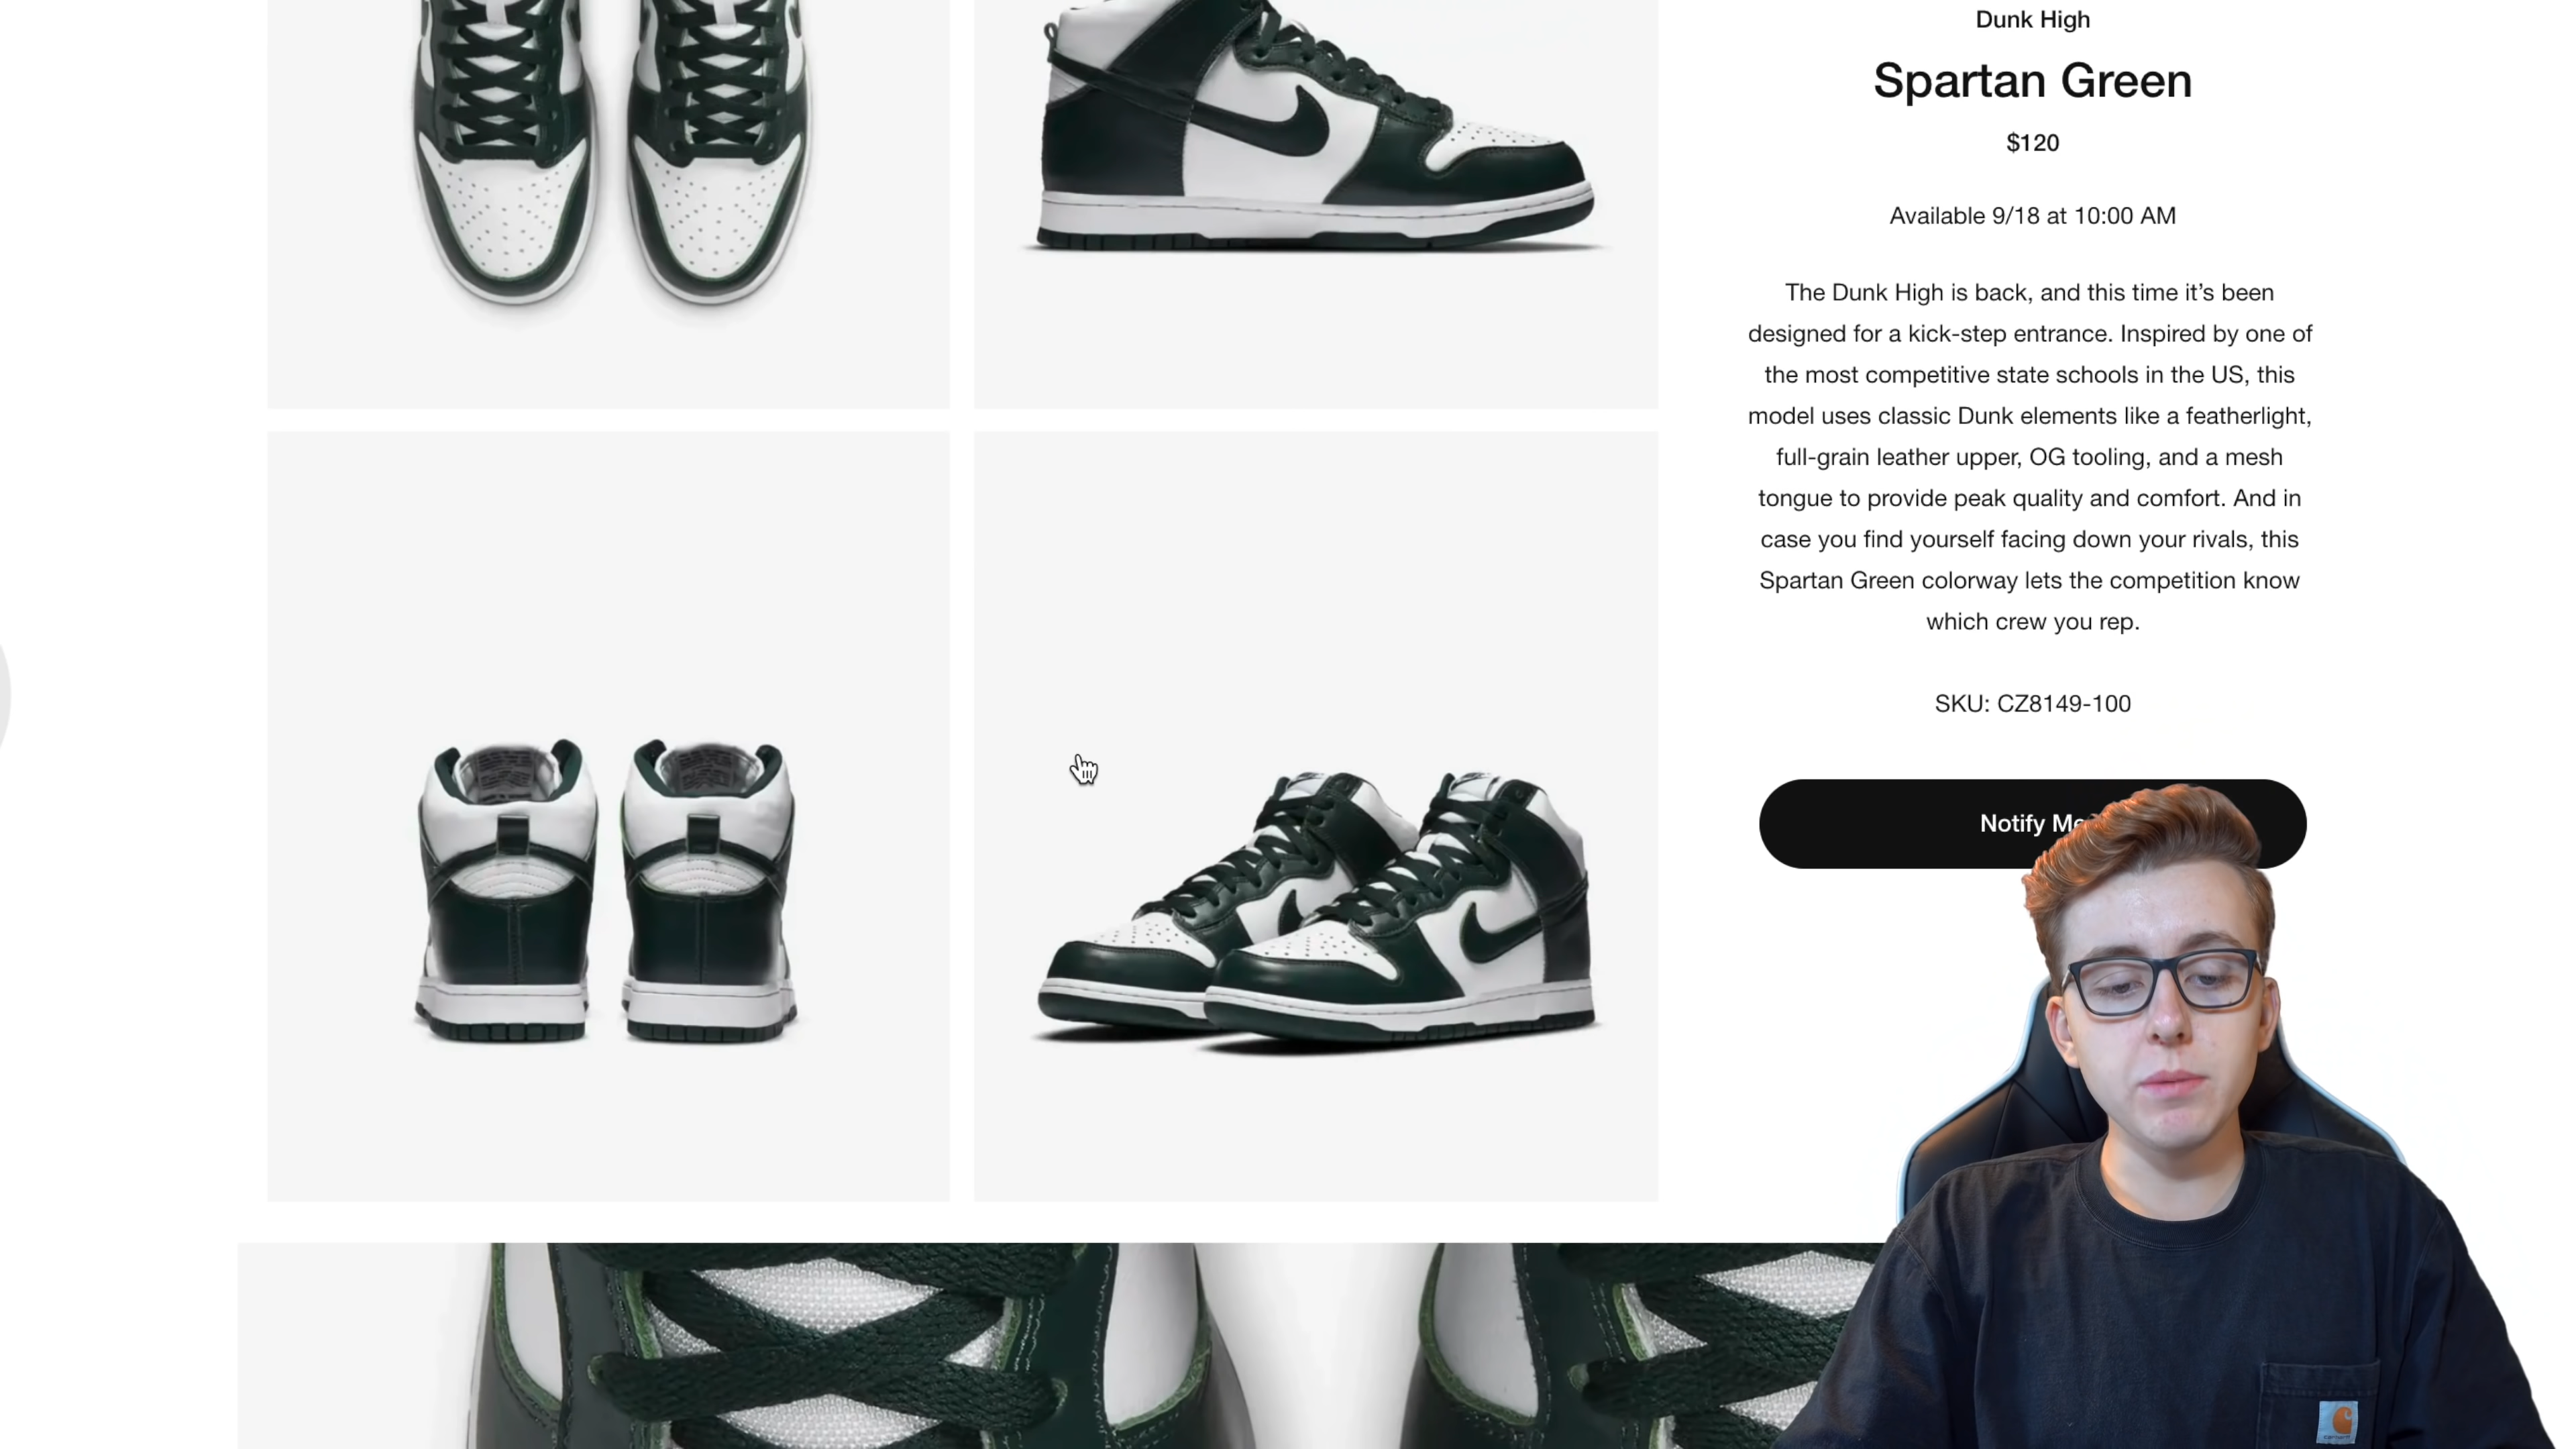 Dunk High
Spartan Green
$120
Available 9/18 at 10:00 AM
The Dunk High is back, and this time it’s been
designed for a kick-step entrance. Inspired by one of
the most competitive state schools in the US, this
model uses classic Dunk elements like a featherlight,
full-grain leather upper, OG tooling, and a mesh
tongue to provide peak quality and comfort. And in
case you find yourself facing down your rivals, this
Spartan Green colorway lets the competition know
which crew you rep.
SKU: CZ8149-100
Notify Me